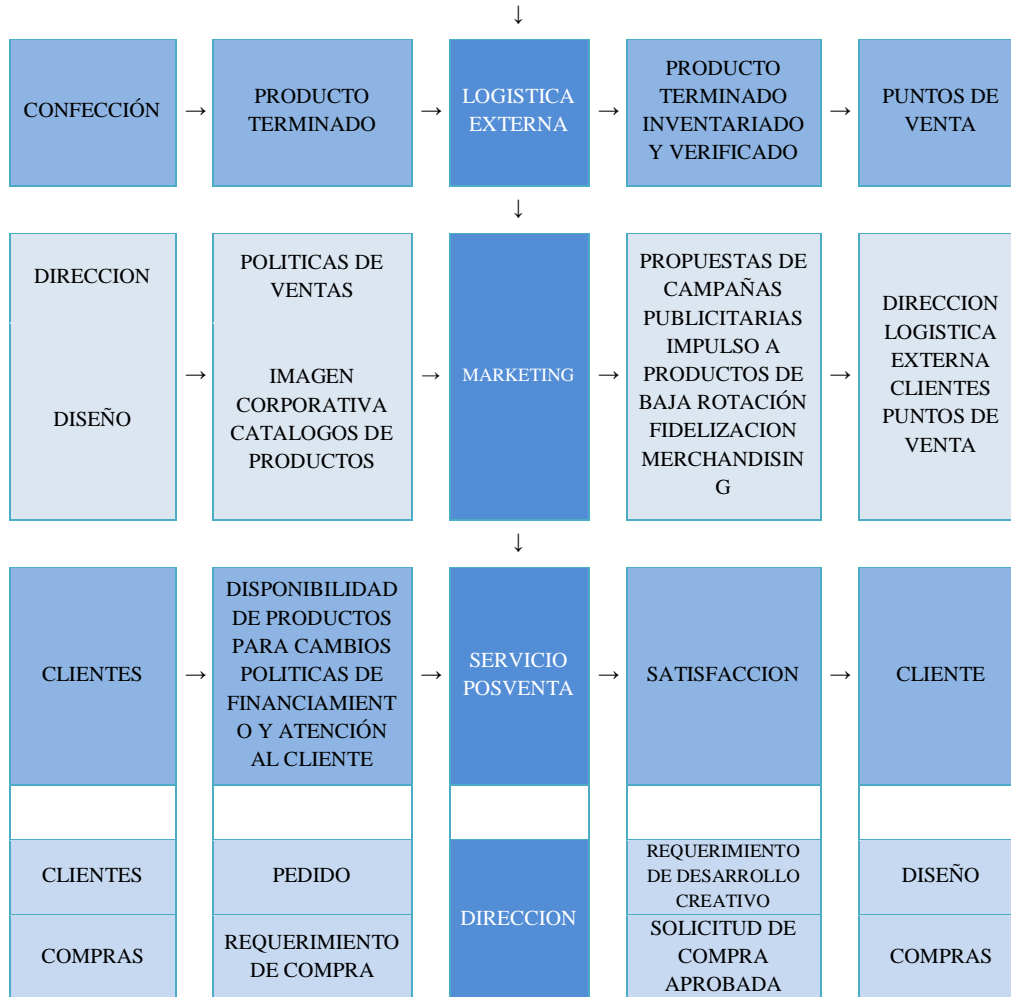 ↓
CONFECCIÓN → PRODUCTO
TERMINADO → LOGISTICA
EXTERNA → PRODUCTO
TERMINADO
INVENTARIADO
Y VERIFICADO → PUNTOS DE
VENTA
↓
DIRECCION
DISEÑO
→
POLITICAS DE
VENTAS
IMAGEN
CORPORATIVA
CATALOGOS DE
PRODUCTOS
→
MARKETING
→
PROPUESTAS DE
CAMPAÑAS
PUBLICITARIAS
IMPULSO A
PRODUCTOS DE
BAJA ROTACIÓN
FIDELIZACION
MERCHANDISIN
G
→
DIRECCION
LOGISTICA
EXTERNA
CLIENTES
PUNTOS DE
VENTA
↓
CLIENTES
→
DISPONIBILIDAD
DE PRODUCTOS
PARA CAMBIOS
POLITICAS DE
FINANCIAMIENT
O Y ATENCIÓN
AL CLIENTE
→
SERVICIO
POSVENTA
→
SATISFACCION
→
CLIENTE
CLIENTES
PEDIDO
DIRECCION
REQUERIMIENTO
DE DESARROLLO
CREATIVO
DISEÑO
COMPRAS
REQUERIMIENTO
DE COMPRA
SOLICITUD DE
COMPRA
APROBADA
COMPRAS